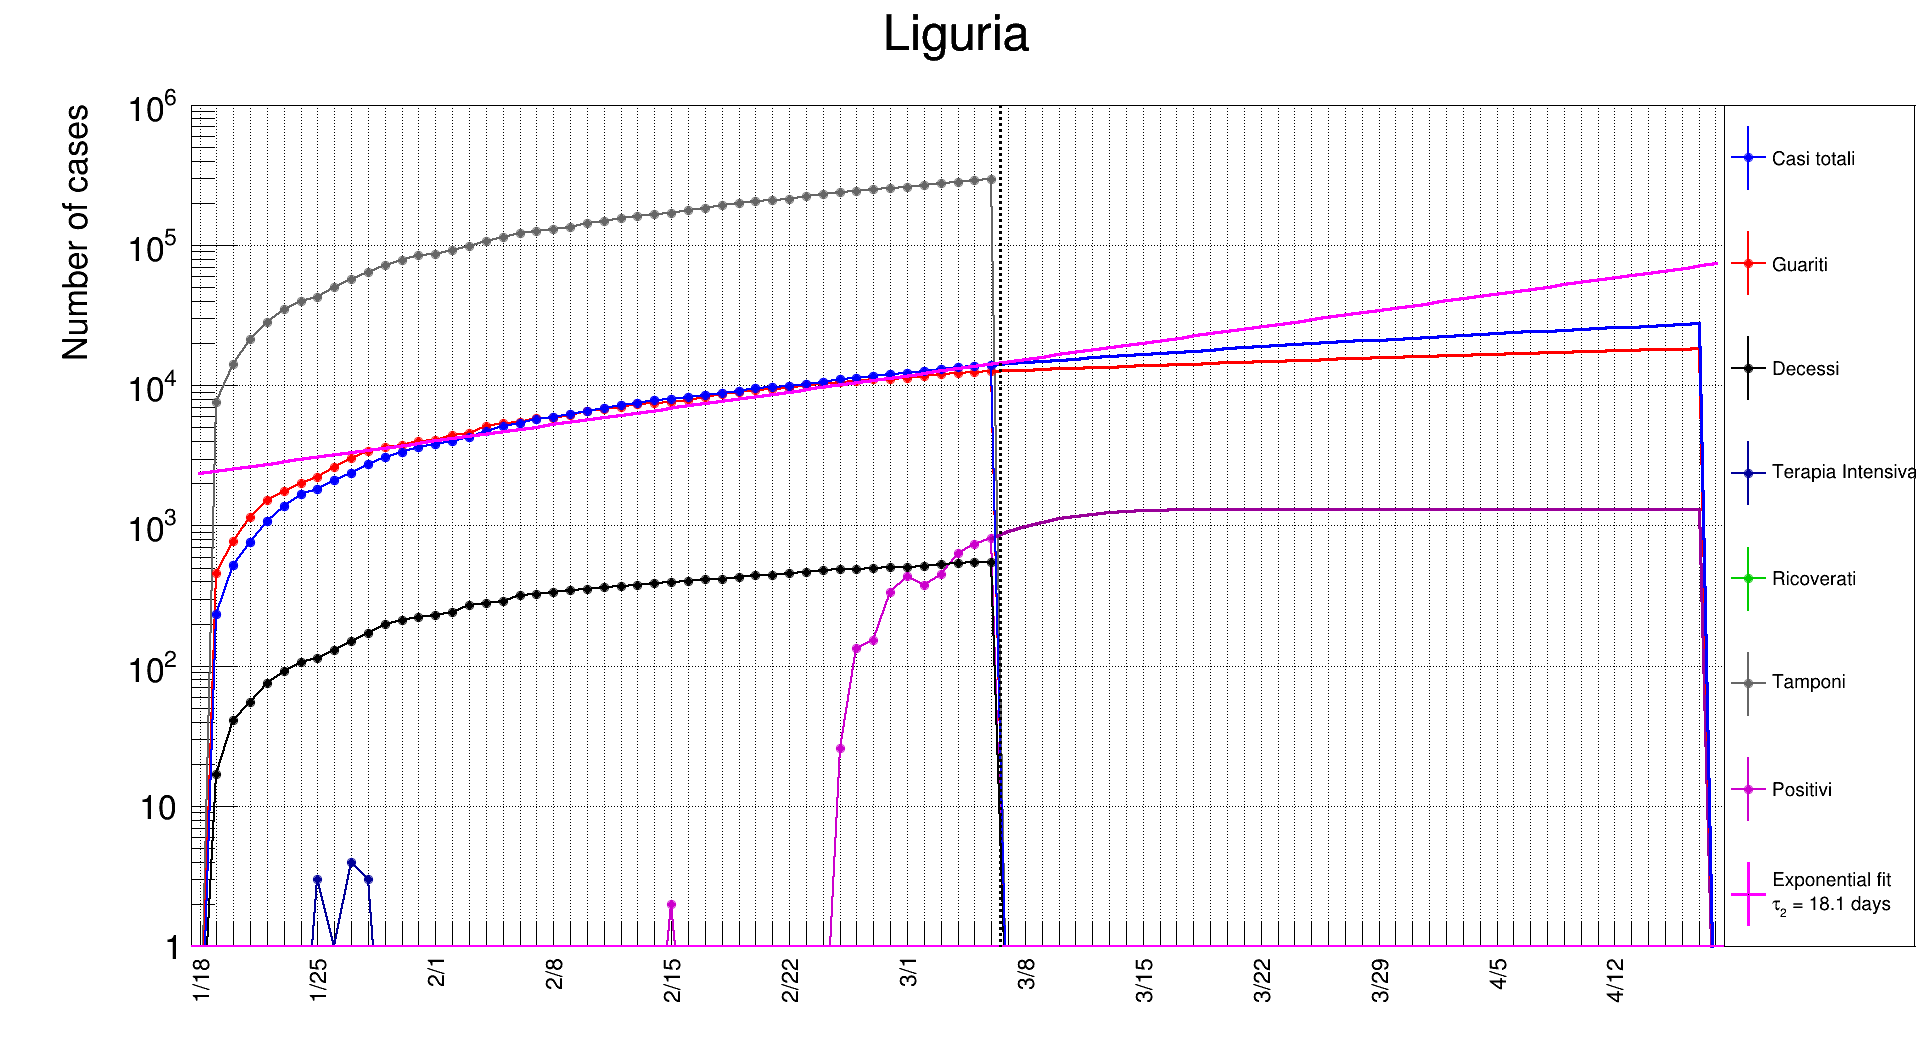 Liguria
Number of cases
10^6
10^5
10^4
10^3
10^2
10
1
1/18 1/25 2/1 2/8 2/15 2/22 3/1 3/8 3/15 3/22 3/29 4/5 4/12
Casi totali
Guariti
Decessi
Terapia Intensiva
Ricoverati
Tamponi
Positivi
Exponential fit
τ_2 = 18.1 days